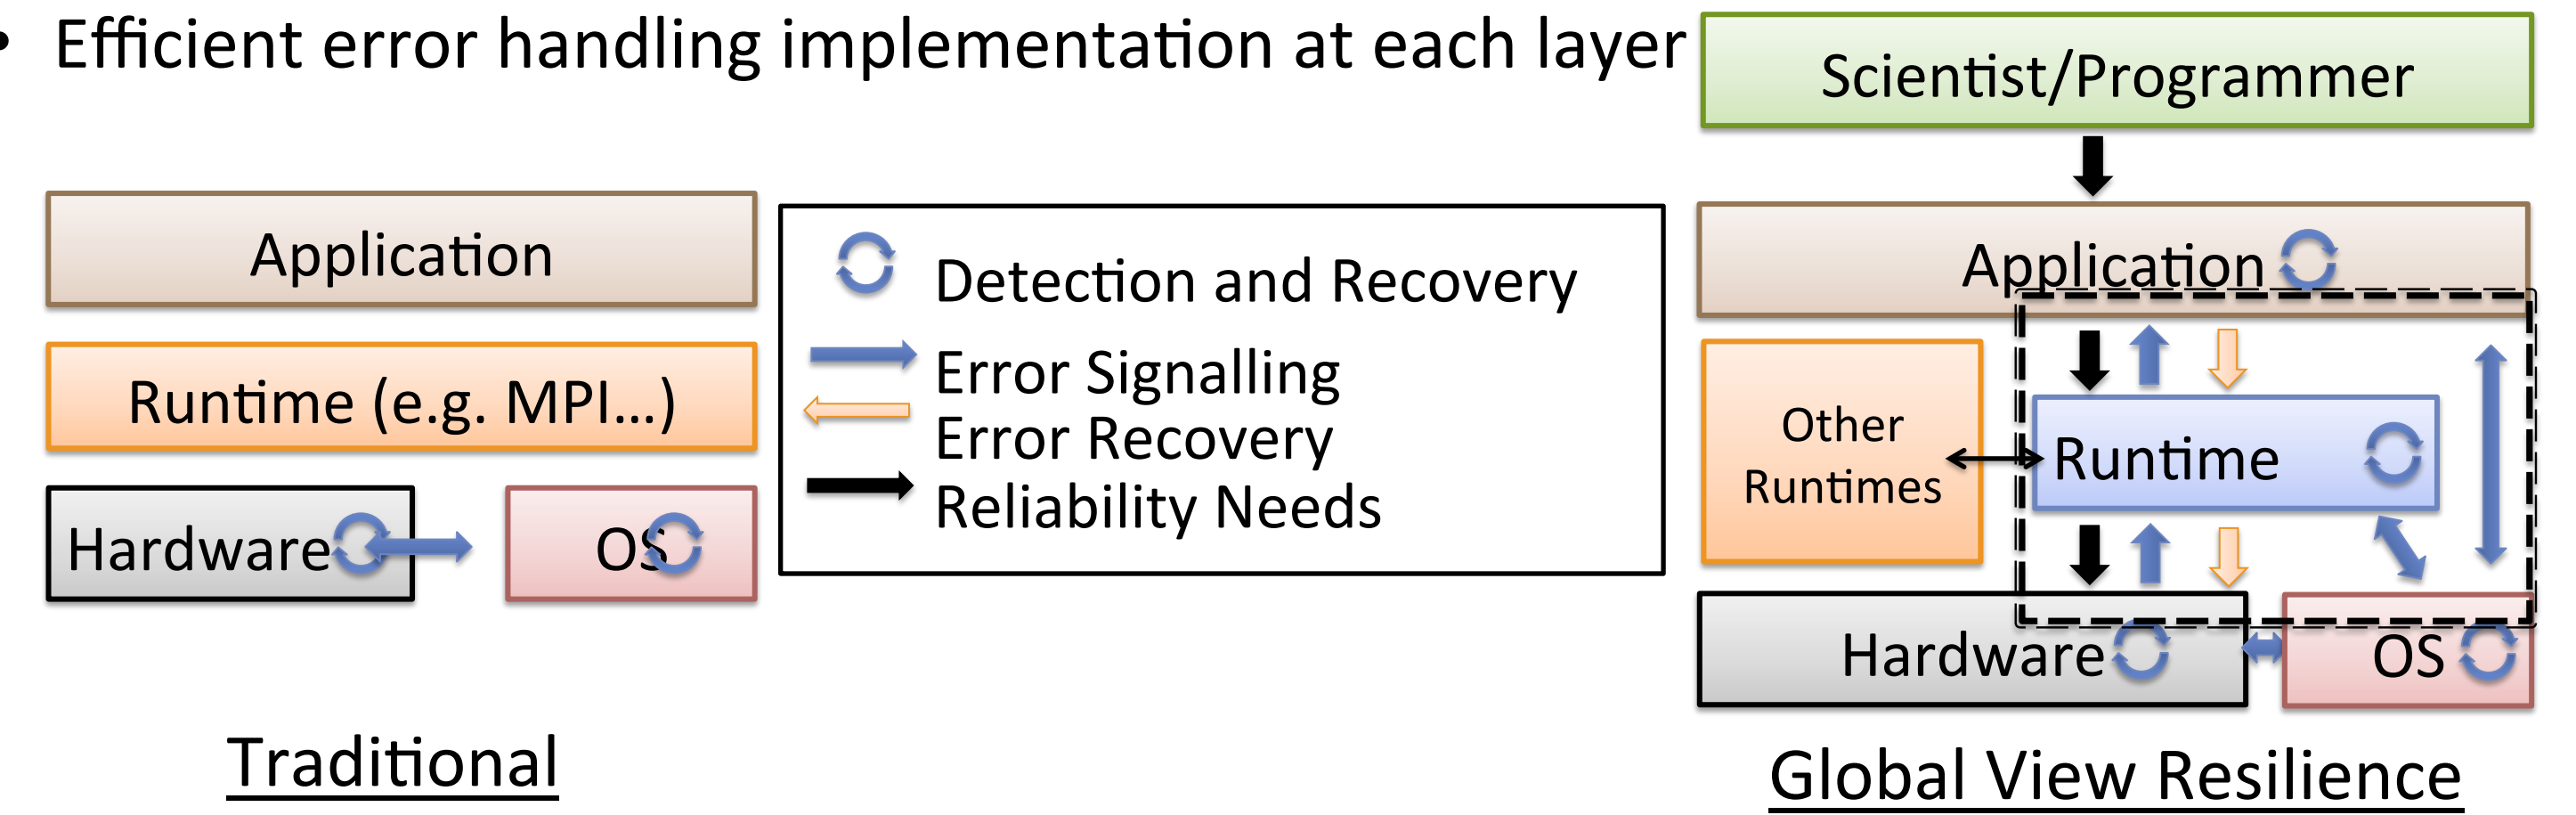 • Efficient error handling implementation at each layer
Application
Runtime (e.g. MPI...)
Hardware
OS
Traditional
Detection and Recovery
Error Signalling
Error Recovery
Reliability Needs
Scientist/Programmer
Application
Other
Runtimes
Runtime
Hardware
OS
Global View Resilience